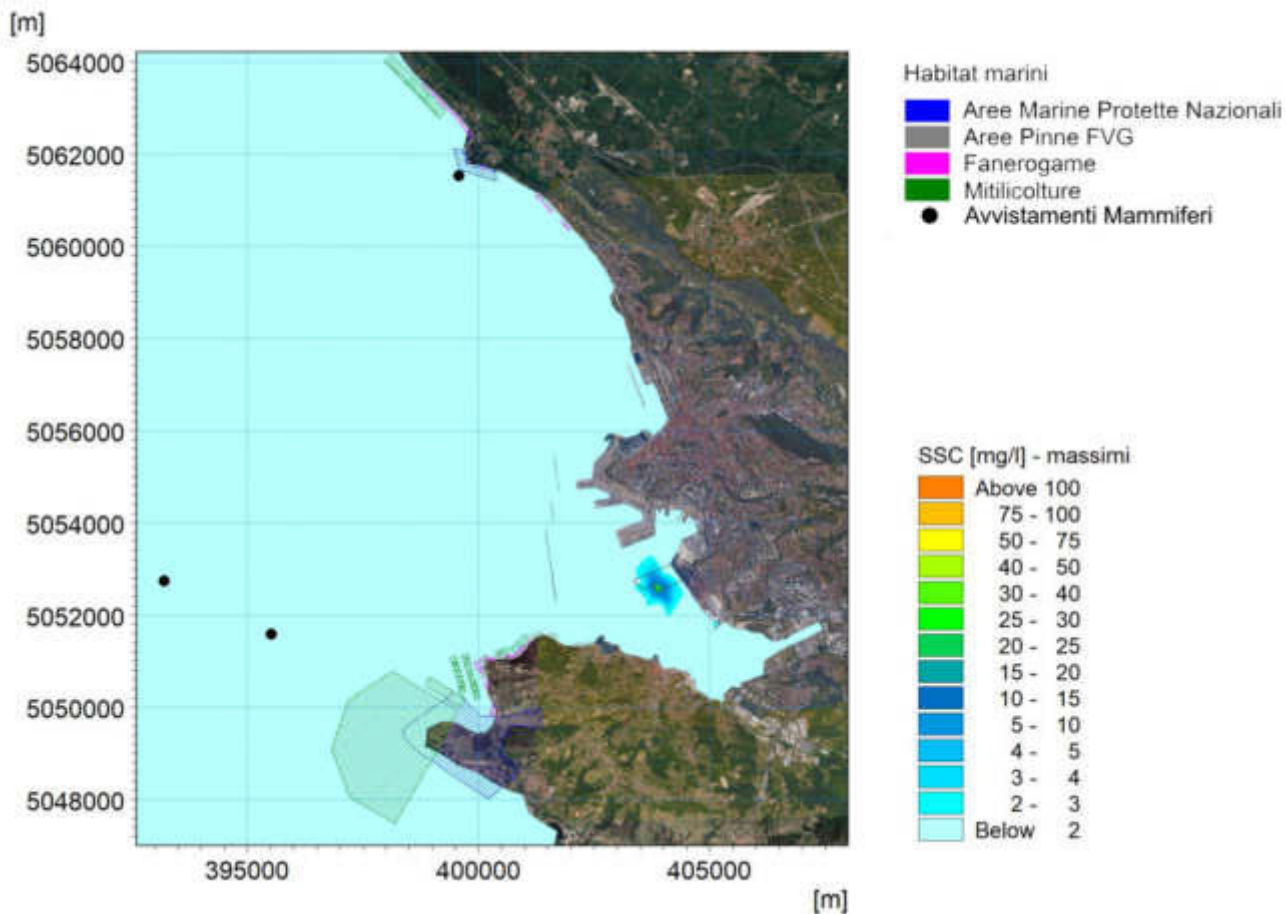 [m]
5064000
5062000
5060000
5058000
5056000
5054000
5052000
5050000
5048000
395000
400000
405000
[m]
Habitat marini
Aree Marine Protette Nazionali
Aree Pinne FVG
Fanerogame
Mitilicolture
Avvistamenti Mammiferi
SSC [mg/l] - massimi
Above 100
75 - 100
50 - 75
40 - 50
30 - 40
25 - 30
20 - 25
15 - 20
10 - 15
5 - 10
4 - 5
3 - 4
2 - 3
Below 2